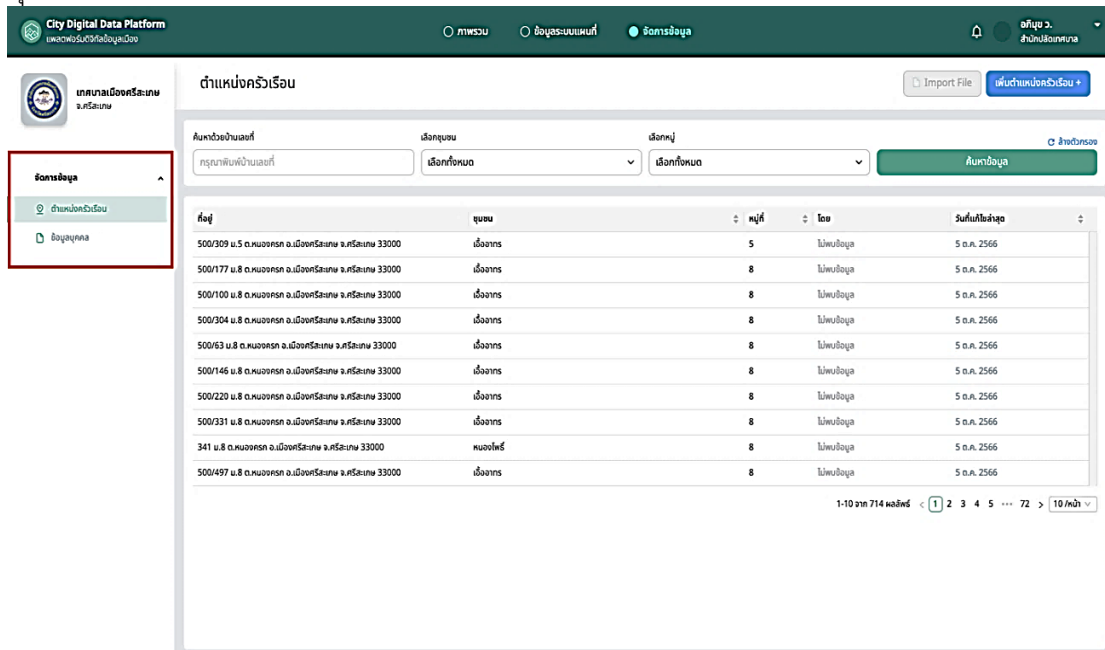 City Digital Data Platform
แพลตฟอร์มดิจิทัลข้อมูลเมือง
ภาพรวม
ข้อมูลระบบแผนที่
จัดการข้อมูล
อภิมุข ว.
สำนักปลัดเทศบาล
เทศบาลเมืองศรีสะเกษ
จ.ศรีสะเกษ
ตำแหน่งครัวเรือน
Import File
เพิ่มตำแหน่งครัวเรือน +
จัดการข้อมูล
ตำแหน่งครัวเรือน
ข้อมูลบุคคล
ค้นหาด้วยบ้านเลขที่
เลือกชุมชน
เลือกหมู่
ล้างตัวกรอง
กรุณาพิมพ์บ้านเลขที่
เลือกทั้งหมด
เลือกทั้งหมด
ค้นหาข้อมูล
ที่อยู่ ชุมชน หมู่ที่ โดย วันที่แก้ไขล่าสุด
500/309 ม.5 ต.หนองครก อ.เมืองศรีสะเกษ จ.ศรีสะเกษ 33000 เอื้ออาทร 5 ไม่พบข้อมูล 5 ต.ค. 2566
500/177 ม.8 ต.หนองครก อ.เมืองศรีสะเกษ จ.ศรีสะเกษ 33000 เอื้ออาทร 8 ไม่พบข้อมูล 5 ต.ค. 2566
500/100 ม.8 ต.หนองครก อ.เมืองศรีสะเกษ จ.ศรีสะเกษ 33000 เอื้ออาทร 8 ไม่พบข้อมูล 5 ต.ค. 2566
500/304 ม.8 ต.หนองครก อ.เมืองศรีสะเกษ จ.ศรีสะเกษ 33000 เอื้ออาทร 8 ไม่พบข้อมูล 5 ต.ค. 2566
500/63 ม.8 ต.หนองครก อ.เมืองศรีสะเกษ จ.ศรีสะเกษ 33000 เอื้ออาทร 8 ไม่พบข้อมูล 5 ต.ค. 2566
500/146 ม.8 ต.หนองครก อ.เมืองศรีสะเกษ จ.ศรีสะเกษ 33000 เอื้ออาทร 8 ไม่พบข้อมูล 5 ต.ค. 2566
500/220 ม.8 ต.หนองครก อ.เมืองศรีสะเกษ จ.ศรีสะเกษ 33000 เอื้ออาทร 8 ไม่พบข้อมูล 5 ต.ค. 2566
500/331 ม.8 ต.หนองครก อ.เมืองศรีสะเกษ จ.ศรีสะเกษ 33000 เอื้ออาทร 8 ไม่พบข้อมูล 5 ต.ค. 2566
341 ม.8 ต.หนองครก อ.เมืองศรีสะเกษ จ.ศรีสะเกษ 33000 หนองโพธิ์ 8 ไม่พบข้อมูล 5 ต.ค. 2566
500/497 ม.8 ต.หนองครก อ.เมืองศรีสะเกษ จ.ศรีสะเกษ 33000 เอื้ออาทร 8 ไม่พบข้อมูล 5 ต.ค. 2566
1-10 จาก 714 ผลลัพธ์ < 1 2 3 4 5 ••• 72 > 10 /หน้า